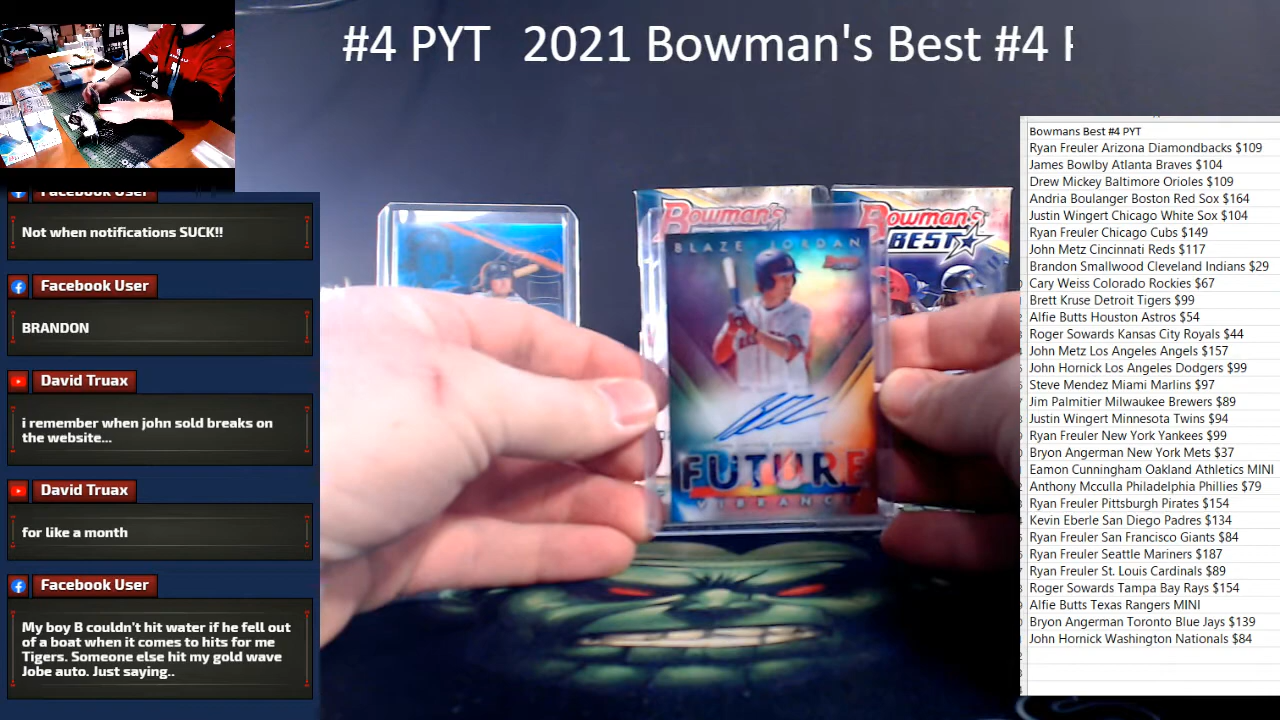 #4 PYT 2021 Bowman's Best #4
Facebook User
Not when notifications SUCK!!
Facebook User
BRANDON
David Truax
i remember when john sold breaks on
the website...
David Truax
for like a month
Facebook User
My boy B couldn't hit water if he fell out
of a boat when it comes to hits for me
Tigers. Someone else hit my gold wave
Jobe auto. Just saying..
Bowman's
Bowman's
BEST
BLAZE JORDAN
FUTURE
VIBRANCE
Bowmans Best #4 PYT
Ryan Freuler Arizona Diamondbacks $109
James Bowlby Atlanta Braves $104
Drew Mickey Baltimore Orioles $109
Andria Boulanger Boston Red Sox $164
Justin Wingert Chicago White Sox $104
Ryan Freuler Chicago Cubs $149
John Metz Cincinnati Reds $117
Brandon Smallwood Cleveland Indians $29
Cary Weiss Colorado Rockies $67
Brett Kruse Detroit Tigers $99
Alfie Butts Houston Astros $54
Roger Sowards Kansas City Royals $44
John Metz Los Angeles Angels $157
John Hornick Los Angeles Dodgers $99
Steve Mendez Miami Marlins $97
Jim Palmitier Milwaukee Brewers $89
Justin Wingert Minnesota Twins $94
Ryan Freuler New York Yankees $99
Bryon Angerman New York Mets $37
Eamon Cunningham Oakland Athletics MINI
Anthony Mcculla Philadelphia Phillies $79
Ryan Freuler Pittsburgh Pirates $154
Kevin Eberle San Diego Padres $134
Ryan Freuler San Francisco Giants $84
Ryan Freuler Seattle Mariners $187
Ryan Freuler St. Louis Cardinals $89
Roger Sowards Tampa Bay Rays $154
Alfie Butts Texas Rangers MINI
Bryon Angerman Toronto Blue Jays $139
John Hornick Washington Nationals $84